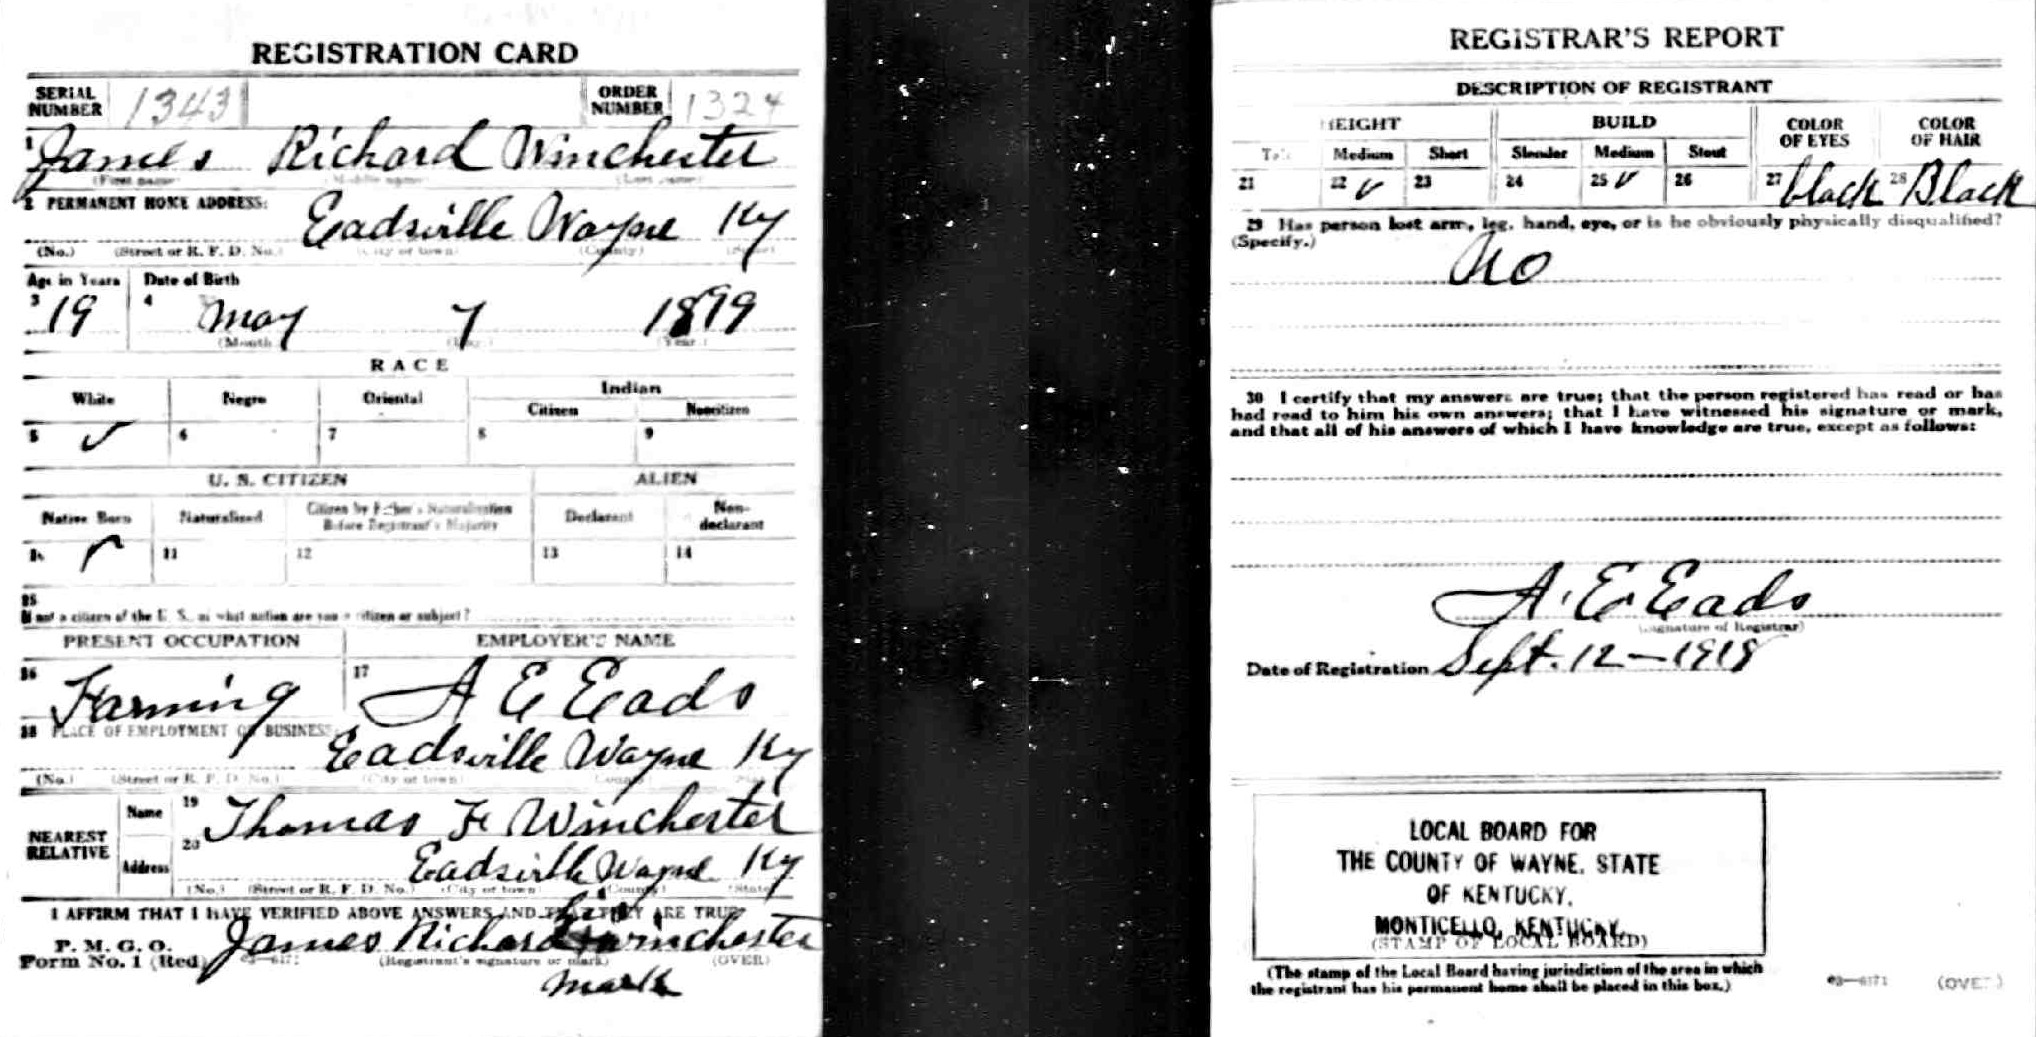 REGISTRATION CARD
SERIAL NUMBER 1343 ORDER NUMBER 1324
1 James Richard Winchester
(First name) (Middle name) (Last name)
2 PERMANENT HOME ADDRESS:
Eadsville Wayne Ky
(No.) (Street or R. F. D. No.) (City or town) (County) (State)
Age in Years Date of Birth
3 19 4 May 7 1899
(Month) (Day.) (Year.)
RACE
White Negro Oriental Indian
Citizen Noncitizen
5 ✓ 6 7 8 9
U. S. CITIZEN ALIEN
Native Born Naturalized Citizen by Father's Naturalization Before Registrant's Majority Declarant Non-declarant
10 ✓ 11 12 13 14
15
If not a citizen of the U. S., of what nation are you a citizen or subject?
PRESENT OCCUPATION EMPLOYER'S NAME
16 Farming 17 A E Eads
18 PLACE OF EMPLOYMENT OR BUSINESS:
Eadsville Wayne Ky
(No.) (Street or R. F. D. No.) (City or town) (County) (State)
NEAREST RELATIVE Name 19 Thomas F Winchester
Address 20 Eadsville Wayne Ky
(No.) (Street or R. F. D. No.) (City or town) (County) (State)
I AFFIRM THAT I HAVE VERIFIED ABOVE ANSWERS AND THAT THEY ARE TRUE
his
P. M. G. O.
Form No. 1 (Red) James Richard x Winchester
03—6171 (Registrant's signature or mark) (OVER)
mark
REGISTRAR'S REPORT
DESCRIPTION OF REGISTRANT
HEIGHT BUILD COLOR OF EYES COLOR OF HAIR
Tall Medium Short Slender Medium Stout
21 22 ✓ 23 24 25 ✓ 26 27 black 28 Black
29 Has person lost arm, leg, hand, eye, or is he obviously physically disqualified?
(Specify.)
No
30 I certify that my answers are true; that the person registered has read or has
had read to him his own answers; that I have witnessed his signature or mark,
and that all of his answers of which I have knowledge are true, except as follows:
A. E. Eads
(Signature of Registrar)
Date of Registration Sept. 12—1918
LOCAL BOARD FOR
THE COUNTY OF WAYNE, STATE
OF KENTUCKY,
MONTICELLO, KENTUCKY.
(STAMP OF LOCAL BOARD)
(The stamp of the Local Board having jurisdiction of the area in which
the registrant has his permanent home shall be placed in this box.)
03—6171 (OVER)